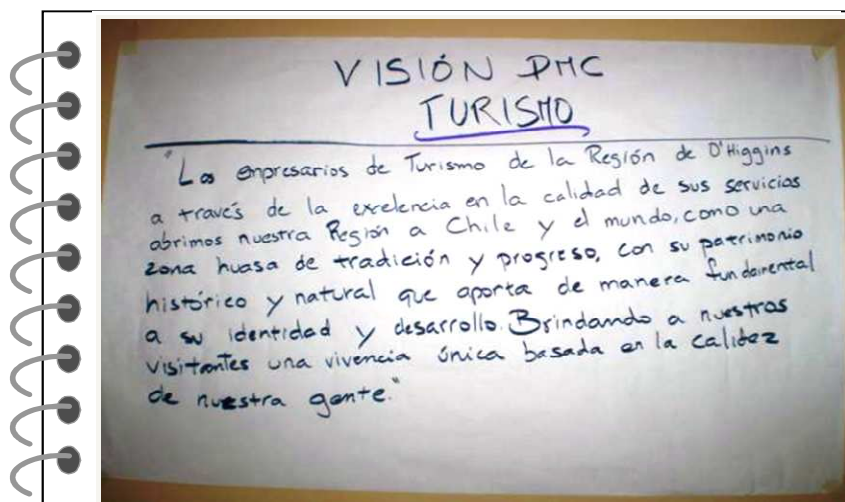 VISIÓN PMC
TURISMO
"Los empresarios de Turismo de la Región de O'Higgins
a través de la exelencia en la calidad de sus servicios
abrimos nuestra Región a Chile y el mundo, como una
zona huasa de tradición y progreso, con su patrimonio
histórico y natural que aporta de manera fundamental
a su identidad y desarrollo. Brindando a nuestros
visitantes una vivencia única basada en la calidez
de nuestra gente."